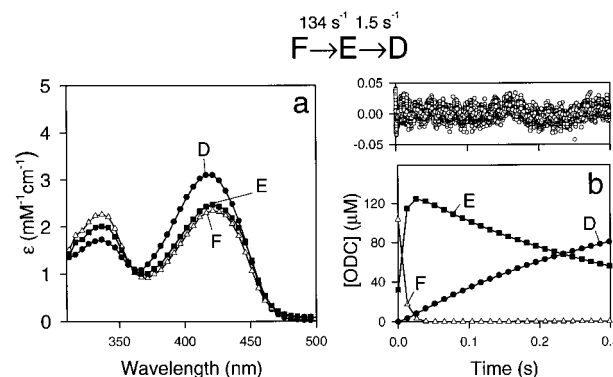 134 s⁻¹ 1.5 s⁻¹
F→E→D
a
5
4
3
2
1
0
ε (mM⁻¹cm⁻¹)
D
E
F
350 400 450 500
Wavelength (nm)
0.05
0.00
-0.05
b
120
80
40
0
[ODC] (µM)
E
D
F
0.0 0.1 0.2 0.
Time (s)